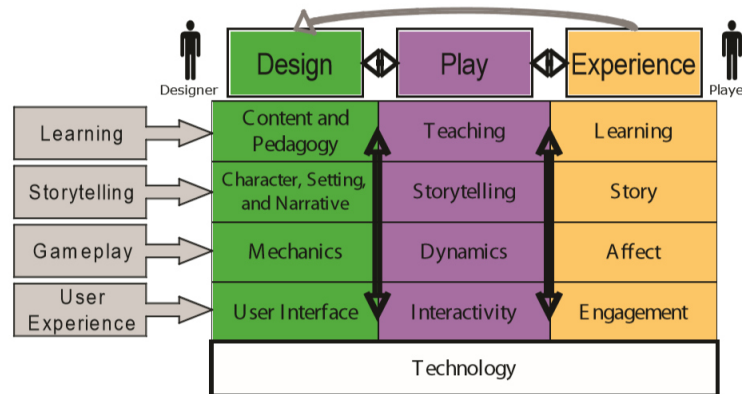 Design
Play
Experience
Designer
Playe
Learning
Content and
Pedagogy
Teaching
Learning
Storytelling
Character, Setting,
and Narrative
Storytelling
Story
Gameplay
Mechanics
Dynamics
Affect
User
Experience
User Interface
Interactivity
Engagement
Technology